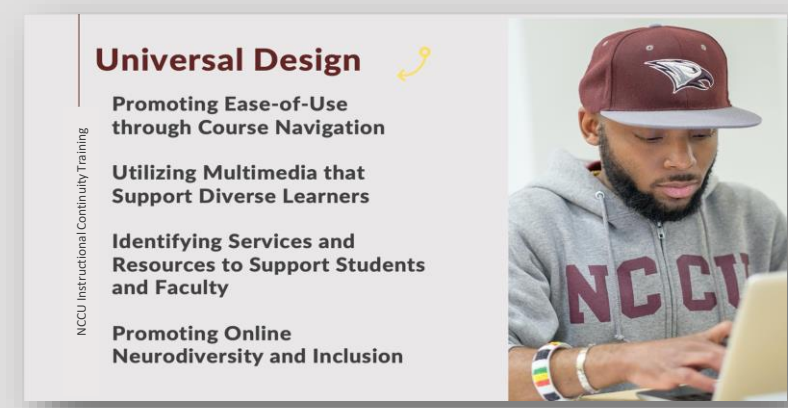 Universal Design
Promoting Ease-of-Use
through Course Navigation
Utilizing Multimedia that
Support Diverse Learners
Identifying Services and
Resources to Support Students
and Faculty
Promoting Online
Neurodiversity and Inclusion
NCCU Instructional Continuity Training
NCCU